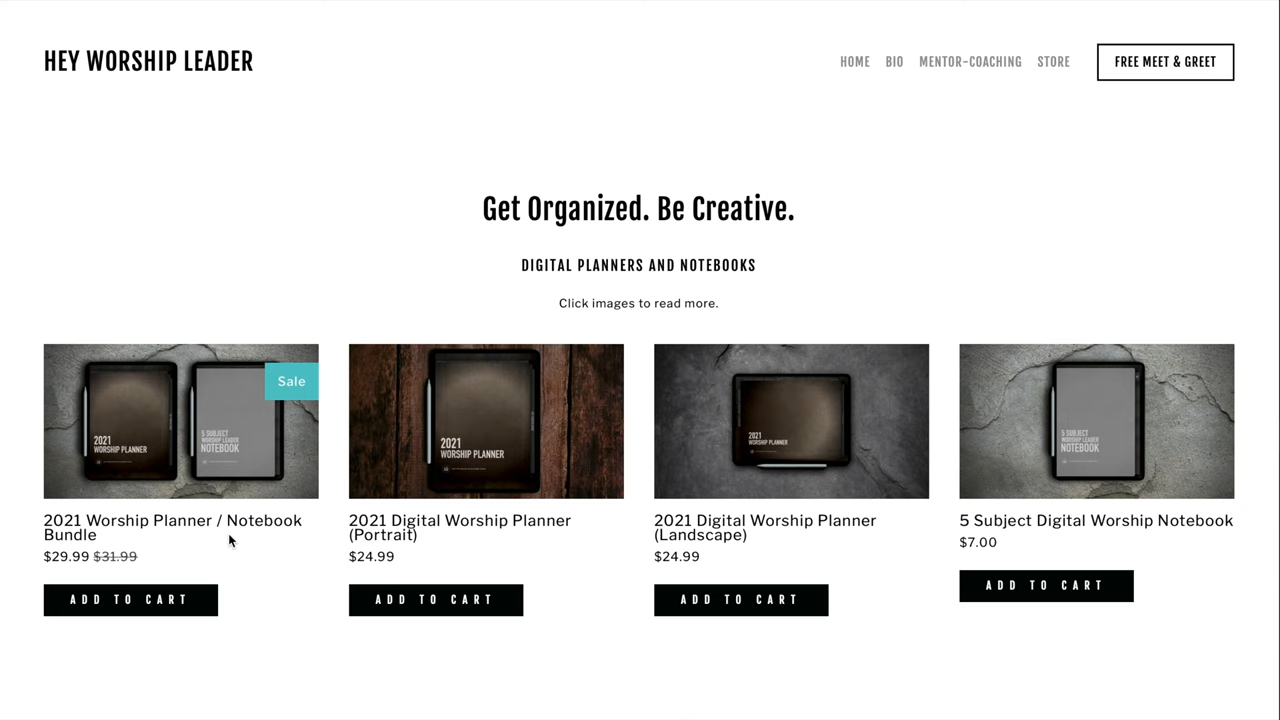 HEY WORSHIP LEADER
HOME BIO MENTOR-COACHING STORE FREE MEET & GREET
Get Organized. Be Creative.
DIGITAL PLANNERS AND NOTEBOOKS
Click images to read more.
Sale
2021
WORSHIP PLANNER
5 SUBJECT
WORSHIP LEADER
NOTEBOOK
2021
WORSHIP PLANNER
2021
WORSHIP PLANNER
5 SUBJECT
WORSHIP LEADER
NOTEBOOK
2021 Worship Planner / Notebook
Bundle
$29.99 $31.99
ADD TO CART
2021 Digital Worship Planner
(Portrait)
$24.99
ADD TO CART
2021 Digital Worship Planner
(Landscape)
$24.99
ADD TO CART
5 Subject Digital Worship Notebook
$7.00
ADD TO CART